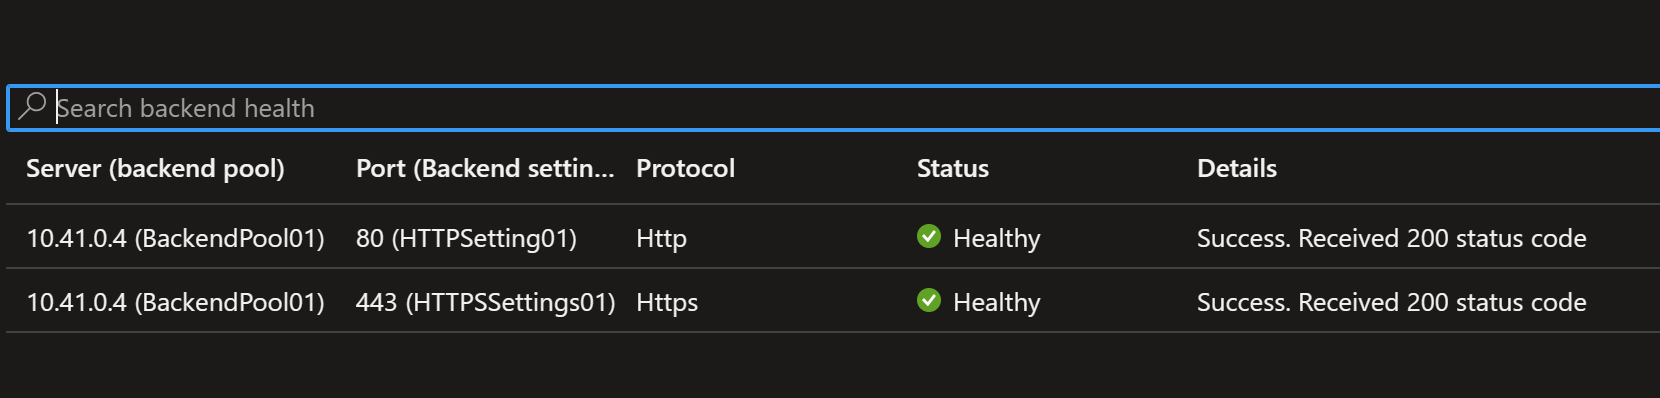 Search backend health
Server (backend pool) Port (Backend settin... Protocol Status Details
10.41.0.4 (BackendPool01) 80 (HTTPSetting01) Http Healthy Success. Received 200 status code
10.41.0.4 (BackendPool01) 443 (HTTPSSettings01) Https Healthy Success. Received 200 status code